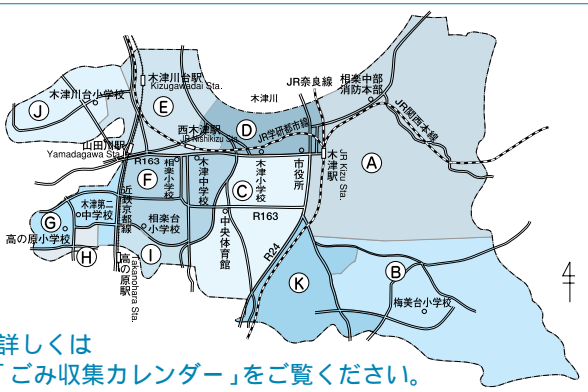 木津川台駅
Kizugawadai Sta.
木津川台小学校
J
E
木津川
JR奈良線
相楽中部
消防本部
JR関西本線
西木津駅
JR Nishikizu Sta.
D
JR学研都市線
山田川駅
Yamadagawa Sta.
R163
相楽小学校
木津中学校
木津小学校
市役所
木津駅
JR Kizu Sta.
A
F
C
近鉄京都線
木津第二
中学校
相楽台
小学校
R163
G
高の原小学校
H
I
高の原駅
Takanohara Sta.
中央体育館
R24
K
B
梅美台小学校
詳しくは
「ごみ収集カレンダー」をご覧ください。